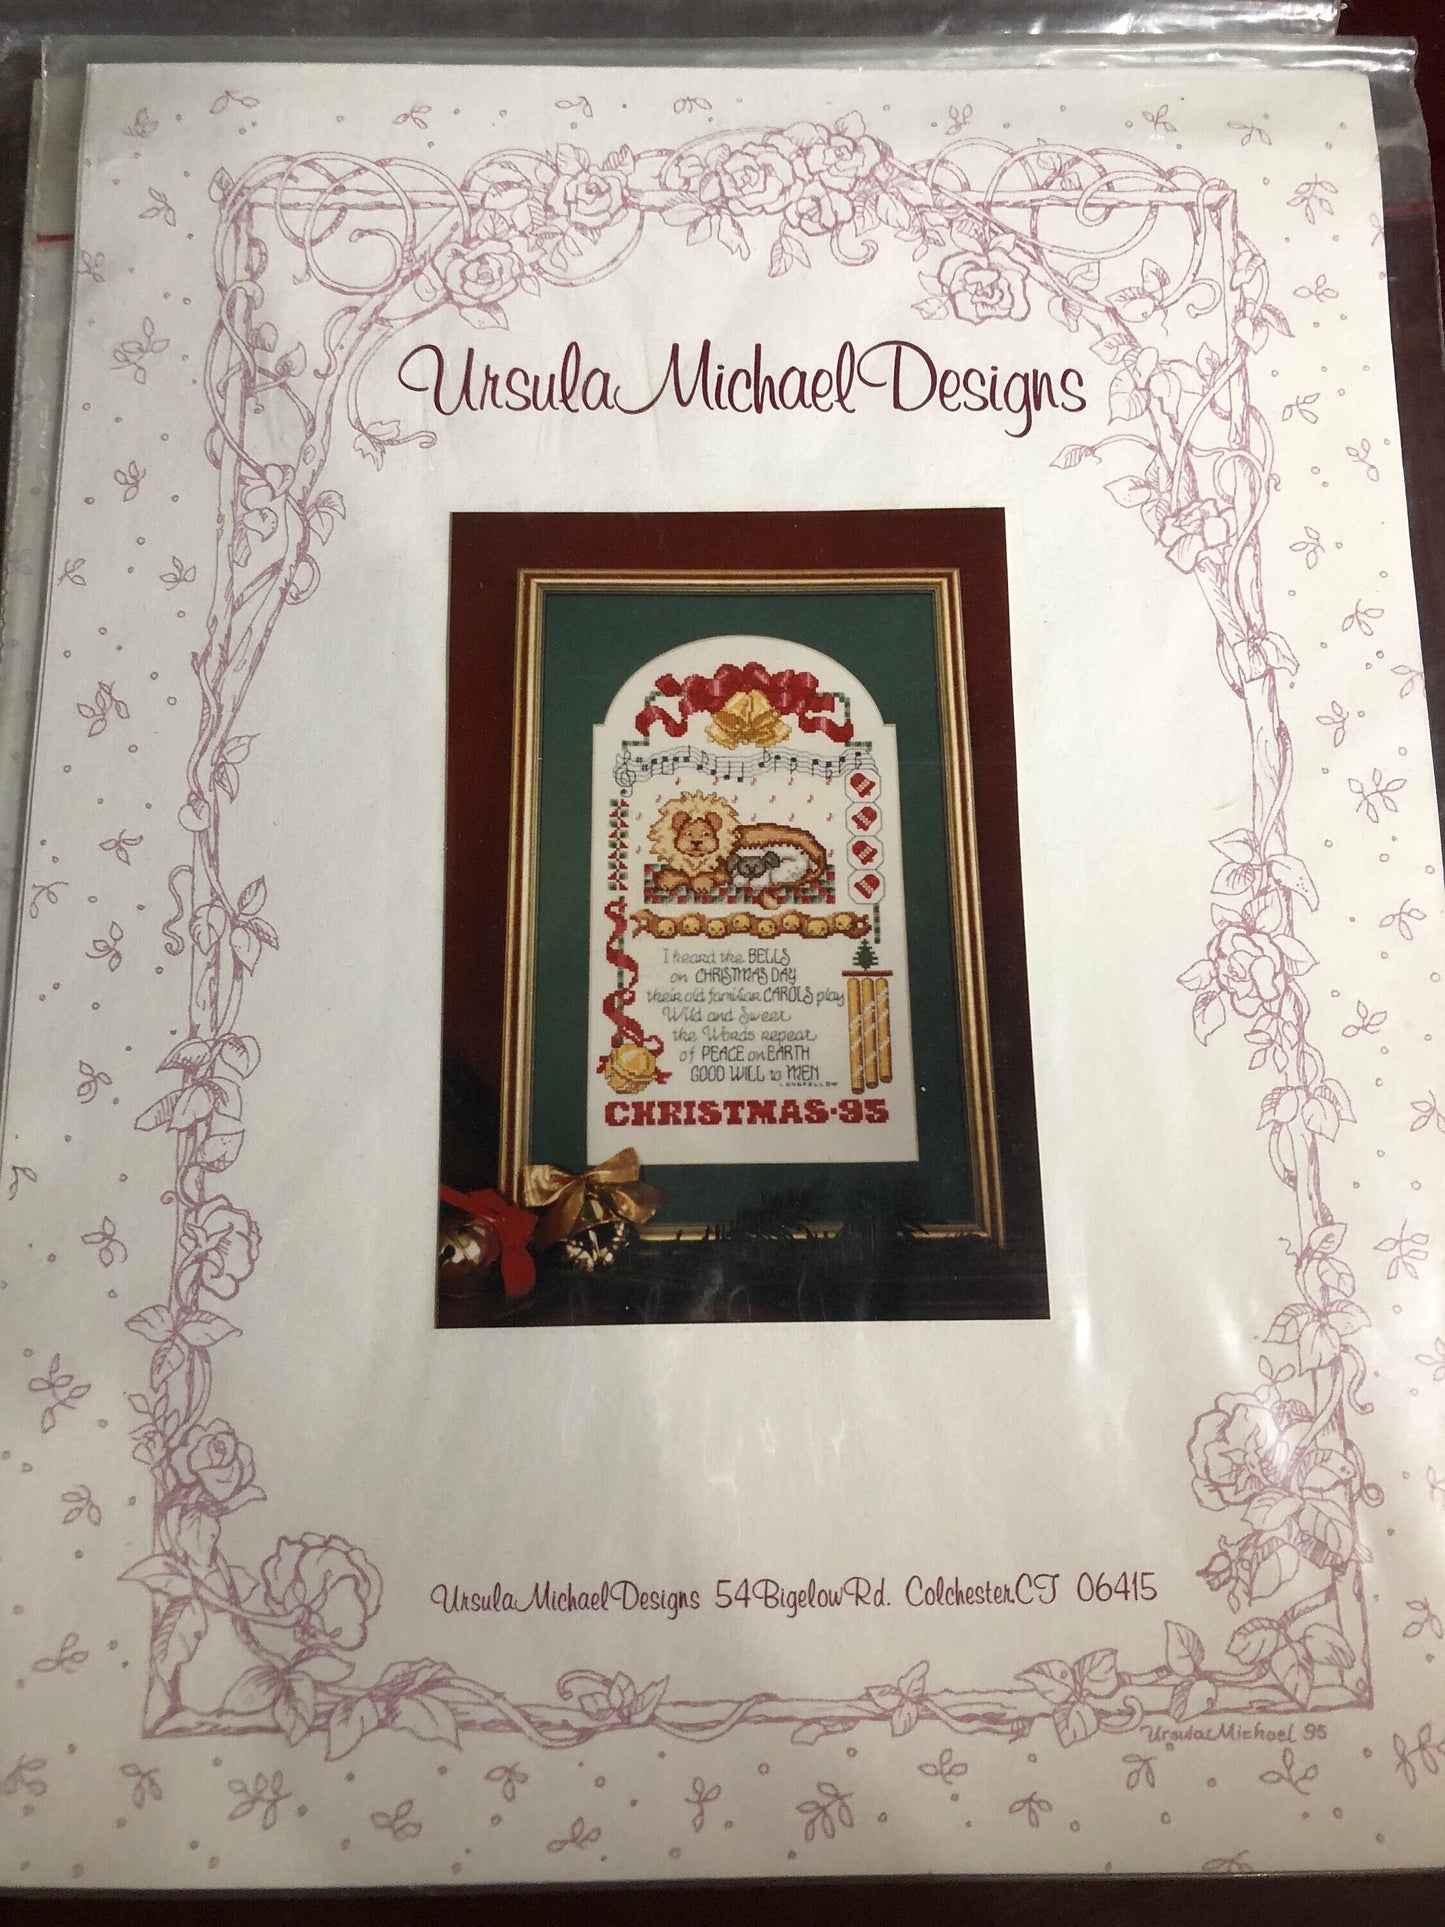 Ursula Michael Designs
I heard the BELLS
on CHRISTMAS DAY
their old familiar CAROLS play
Wild and Sweet
the Words repeat
of PEACE on EARTH
GOOD WILL to MEN
LONGFELLOW
CHRISTMAS·95
Ursula Michael Designs 54 Bigelow Rd. Colchester, CT 06415
Ursula Michael 95